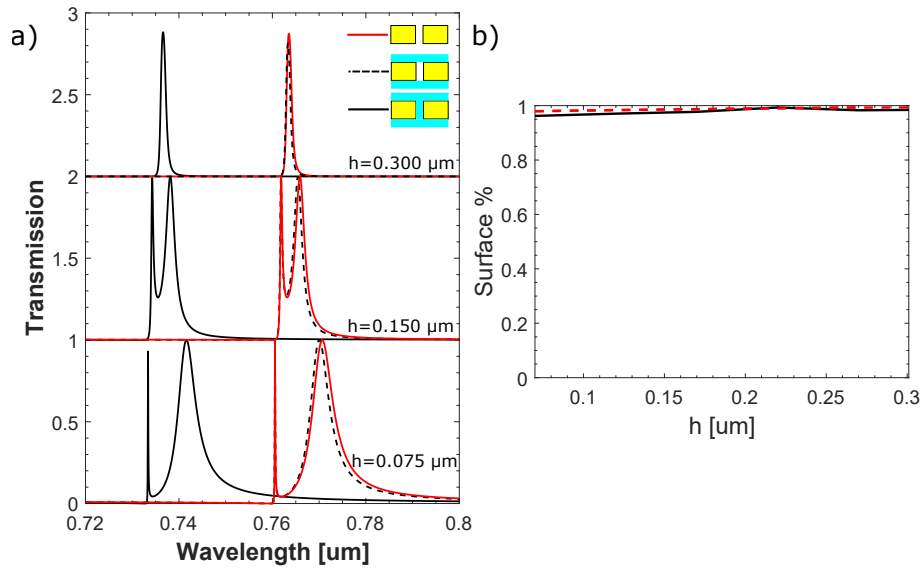 a)
3
2.5
2
1.5
1
0.5
0
Transmission
h=0.300 µm
h=0.150 µm
h=0.075 µm
0.72 0.74 0.76 0.78 0.8
Wavelength [um]
b)
1
0.8
0.6
0.4
0.2
0
Surface %
0.1 0.15 0.2 0.25 0.3
h [um]